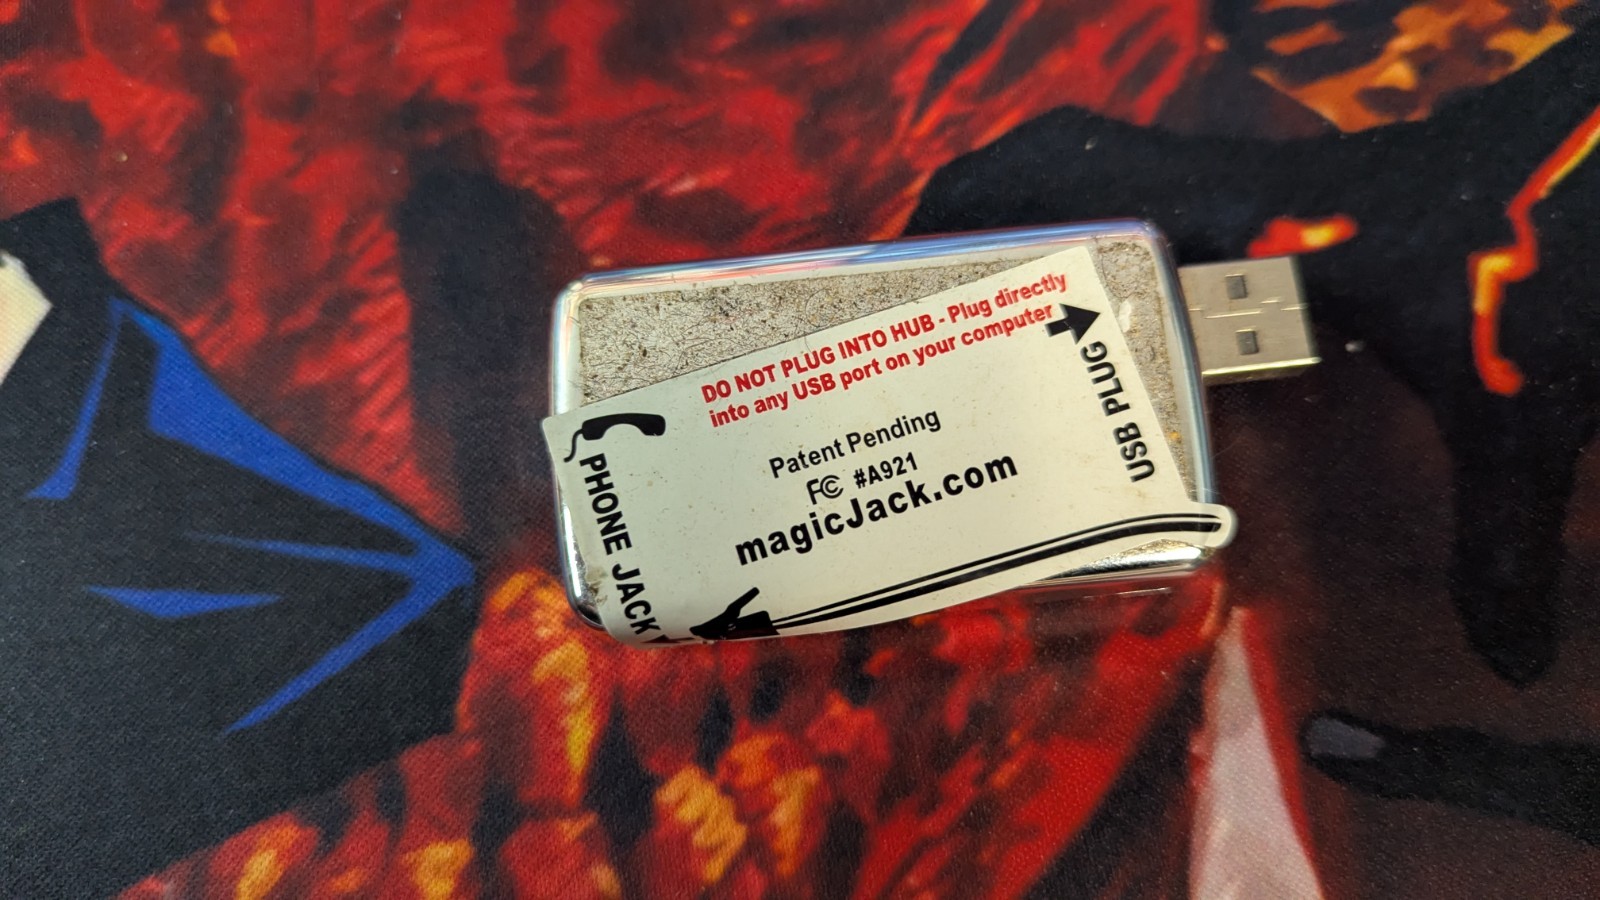 DO NOT PLUG INTO HUB - Plug directly
into any USB port on your computer
USB PLUG
Patent Pending
FC #A921
magicJack.com
PHONE JACK